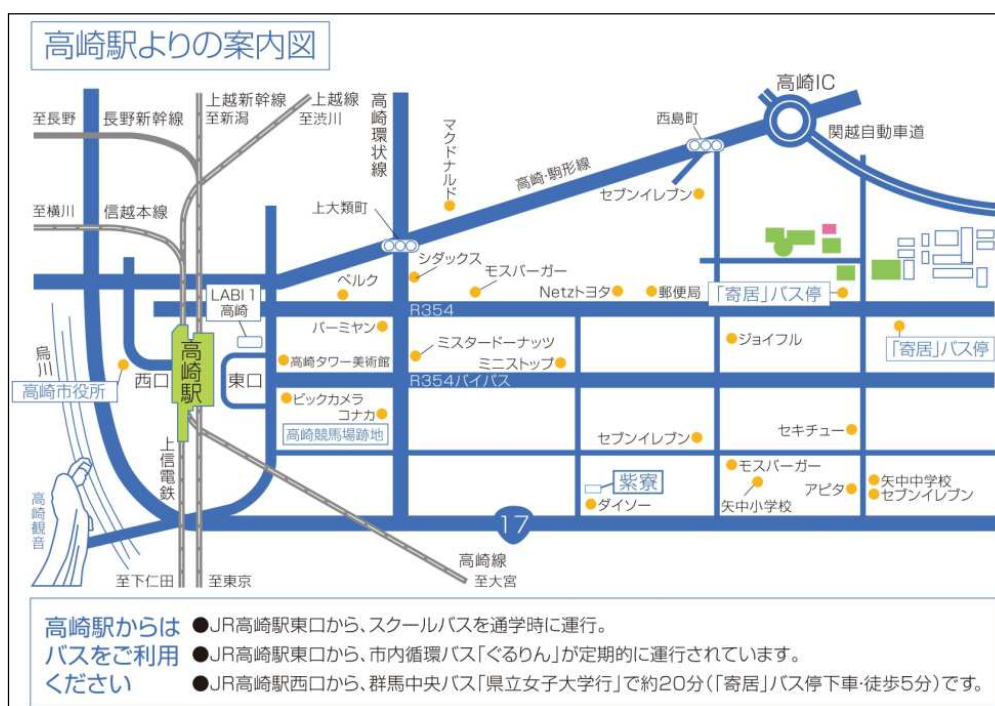 高崎駅よりの案内図
高崎IC
上越新幹線
至新潟
上越線
至渋川
至長野
長野新幹線
高崎環状線
マクドナルド
西島町
関越自動車道
高崎・駒形線
セブンイレブン
至横川
信越本線
上大類町
シダックス
モスバーガー
ベルク
Netzトヨタ
郵便局
「寄居」バス停
LABI 1
高崎
R354
バーミヤン
ミスタードーナッツ
ジョイフル
「寄居」バス停
烏川
高崎駅
高崎タワー美術館
ミニストップ
西口
東口
R354バイパス
高崎市役所
ビックカメラ
コナカ
高崎競馬場跡地
セブンイレブン
セキチュー
上信電鉄
モスバーガー
矢中中学校
紫寮
アピタ
セブンイレブン
ダイソー
矢中小学校
高崎観音
17
高崎線
至下仁田
至東京
至大宮
高崎駅からは
バスをご利用
ください
●JR高崎駅東口から、スクールバスを通学時に運行。
●JR高崎駅東口から、市内循環バス「ぐるりん」が定期的に運行されています。
●JR高崎駅西口から、群馬中央バス「県立女子大学行」で約20分(「寄居」バス停下車・徒歩5分)です。